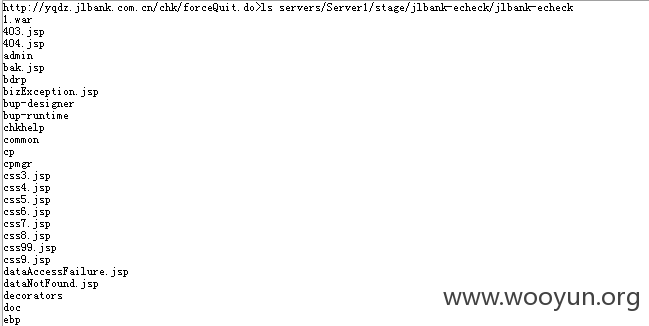 http://yqdz.jlbank.com.cn/chk/forceQuit.do>ls servers/Server1/stage/jlbank-echeck/jlbank-echeck
1.war
403.jsp
404.jsp
admin
bak.jsp
bdrp
bizException.jsp
bup-designer
bup-runtime
chkhelp
common
cp
cpmgr
css3.jsp
css4.jsp
css5.jsp
css6.jsp
css7.jsp
css8.jsp
css99.jsp
css9.jsp
dataAccessFailure.jsp
dataNotFound.jsp
decorators
doc
ebp
www.wooyun.org